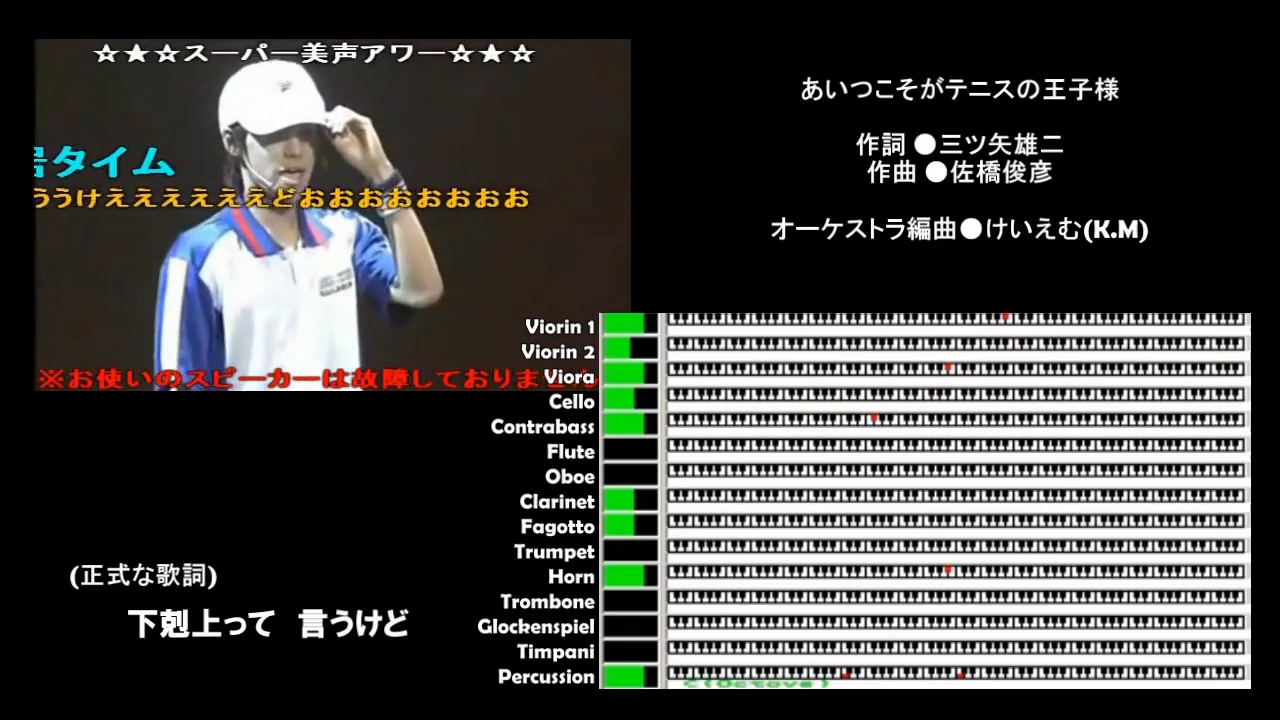 ☆★☆スーパー美声アワー☆★☆
タイム
ううけええええええどおおおおおおおお
※お使いのスピーカーは故障しておりません
あいつこそがテニスの王子様
作詞 ●三ツ矢雄二
作曲 ●佐橋俊彦
オーケストラ編曲●けいえむ(K.M)
Viorin 1
Viorin 2
Viora
Cello
Contrabass
Flute
Oboe
Clarinet
Fagotto
Trumpet
Horn
Trombone
Glockenspiel
Timpani
Percussion
(正式な歌詞)
下剋上って 言うけど